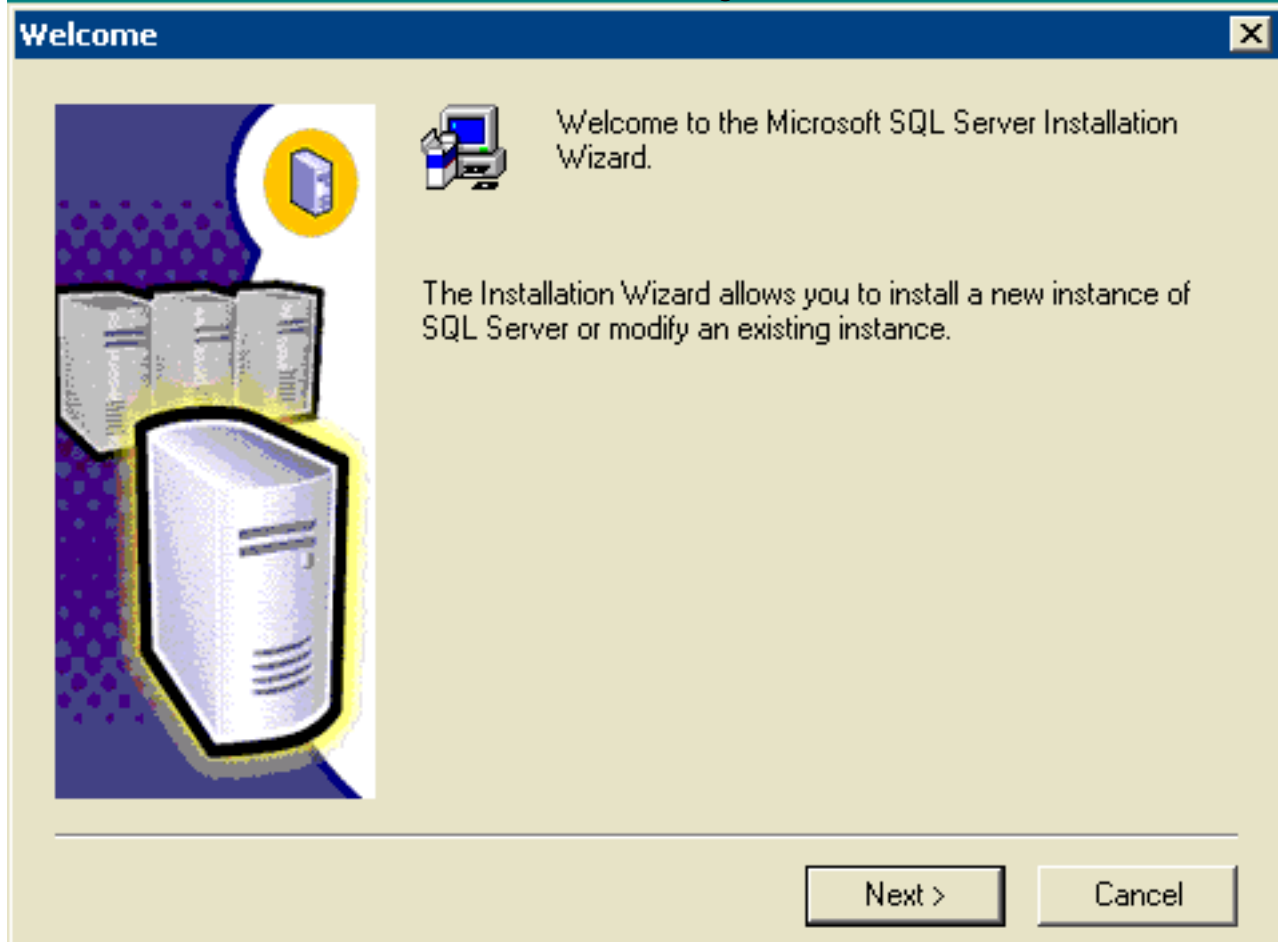 Welcome
Welcome to the Microsoft SQL Server Installation
Wizard.
The Installation Wizard allows you to install a new instance of
SQL Server or modify an existing instance.
Next >
Cancel